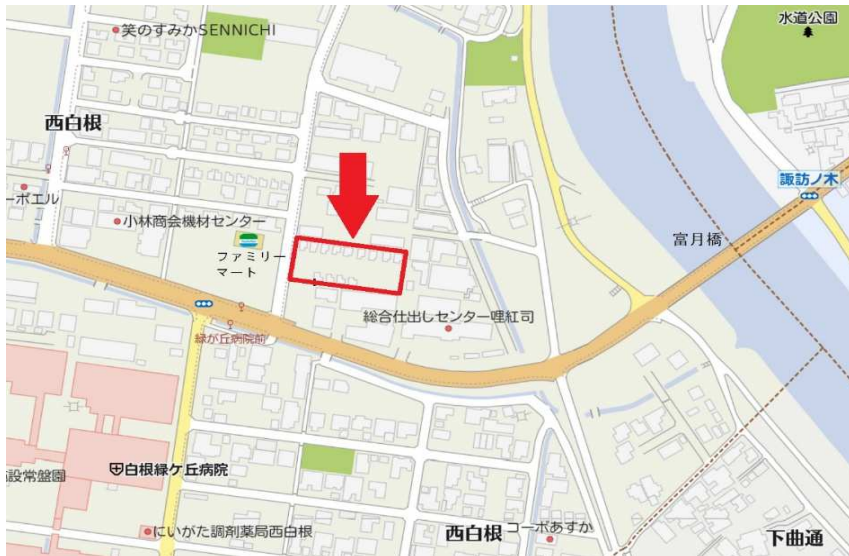 水道公園
笑のすみかSENNICHI
西白根
諏訪ノ木
ーポエル
小林商会機材センター
富月橋
ファミリー
マート
総合仕出しセンター哩紅司
緑が丘病院前
設常盤園
白根緑ケ丘病院
にいがた調剤薬局西白根
西白根
コーポあすか
下曲通